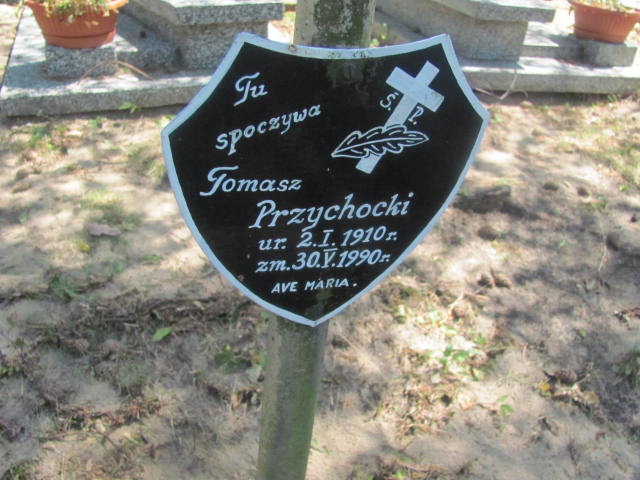 Tu
spoczywa
Ś. P.
Tomasz
Przychocki
ur. 2.I.1910r.
zm.30.V.1990r.
AVE MARIA.